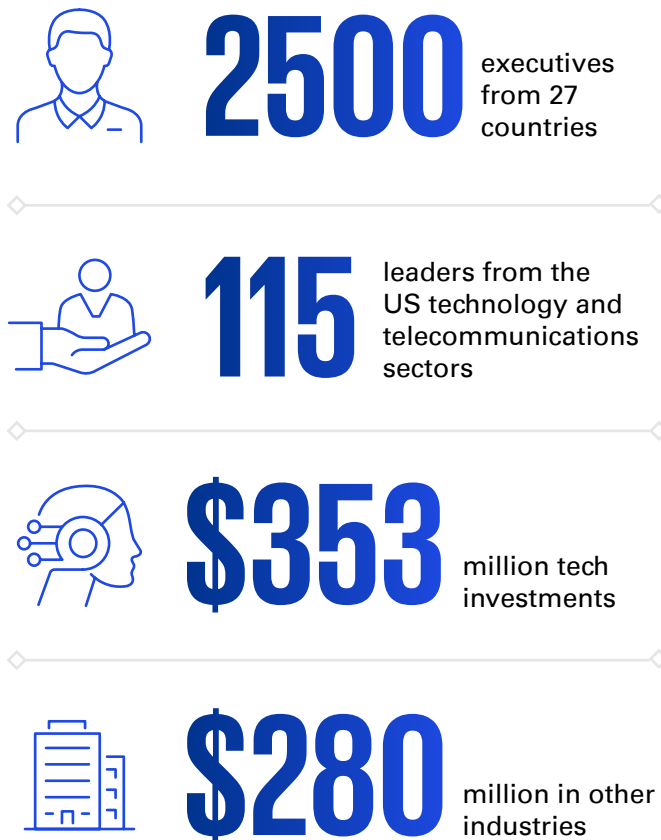 2500
executives
from 27
countries
115
leaders from the
US technology and
telecommunications
sectors
$353
million tech
investments
$280
million in other
industries